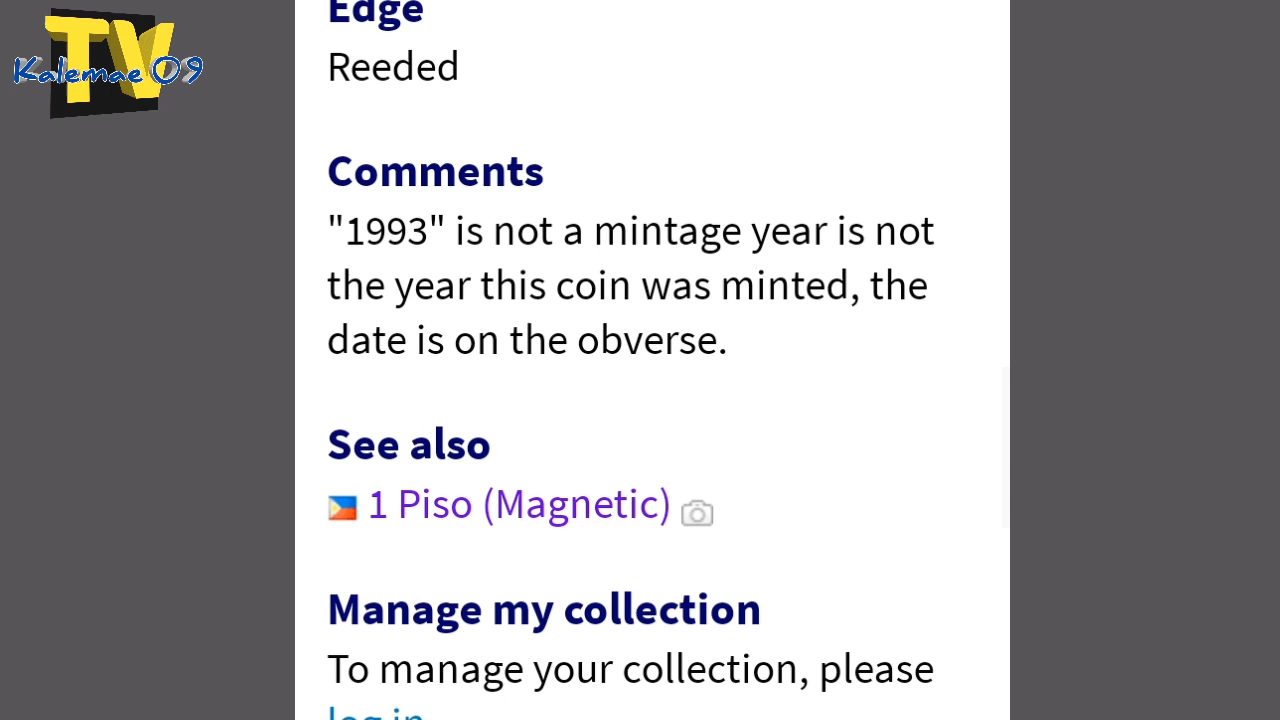 TV
Kalemae 09
Edge
Reeded
Comments
"1993" is not a mintage year is not
the year this coin was minted, the
date is on the obverse.
See also
1 Piso (Magnetic)
Manage my collection
To manage your collection, please
log in